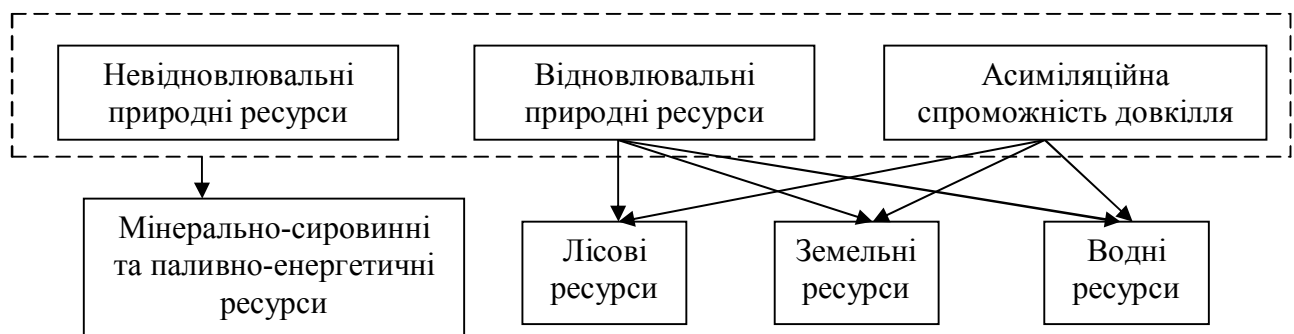 Невідновлювальні
природні ресурси
Відновлювальні
природні ресурси
Асиміляційна
спроможність довкілля
Мінерально-сировинні
та паливно-енергетичні
ресурси
Лісові
ресурси
Земельні
ресурси
Водні
ресурси